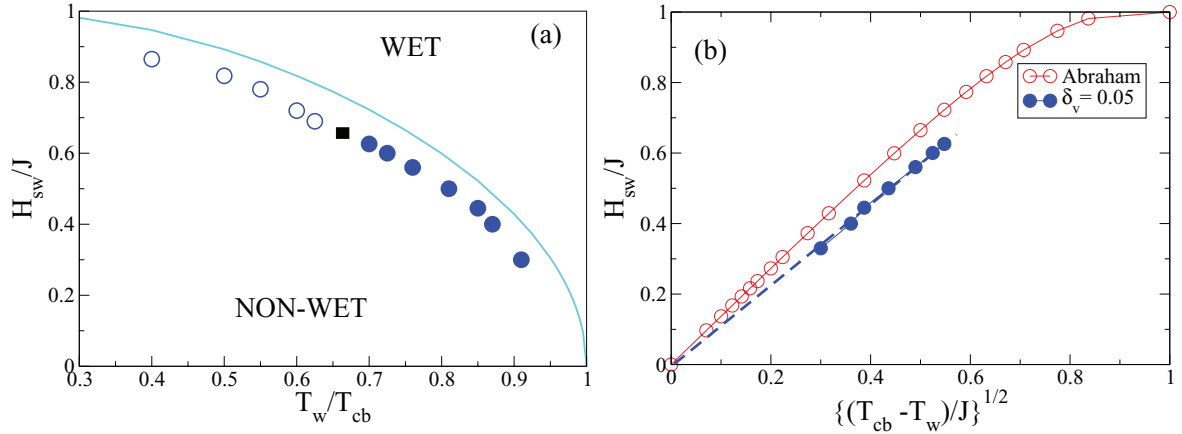 (a)
WET
NON-WET
H_sw/J
1
0.8
0.6
0.4
0.2
0
0.3 0.4 0.5 0.6 0.7 0.8 0.9 1
T_w/T_cb
(b)
Abraham
δ_v = 0.05
H_sw/J
1
0.8
0.6
0.4
0.2
0
0 0.2 0.4 0.6 0.8 1
{(T_cb -T_w)/J}^1/2